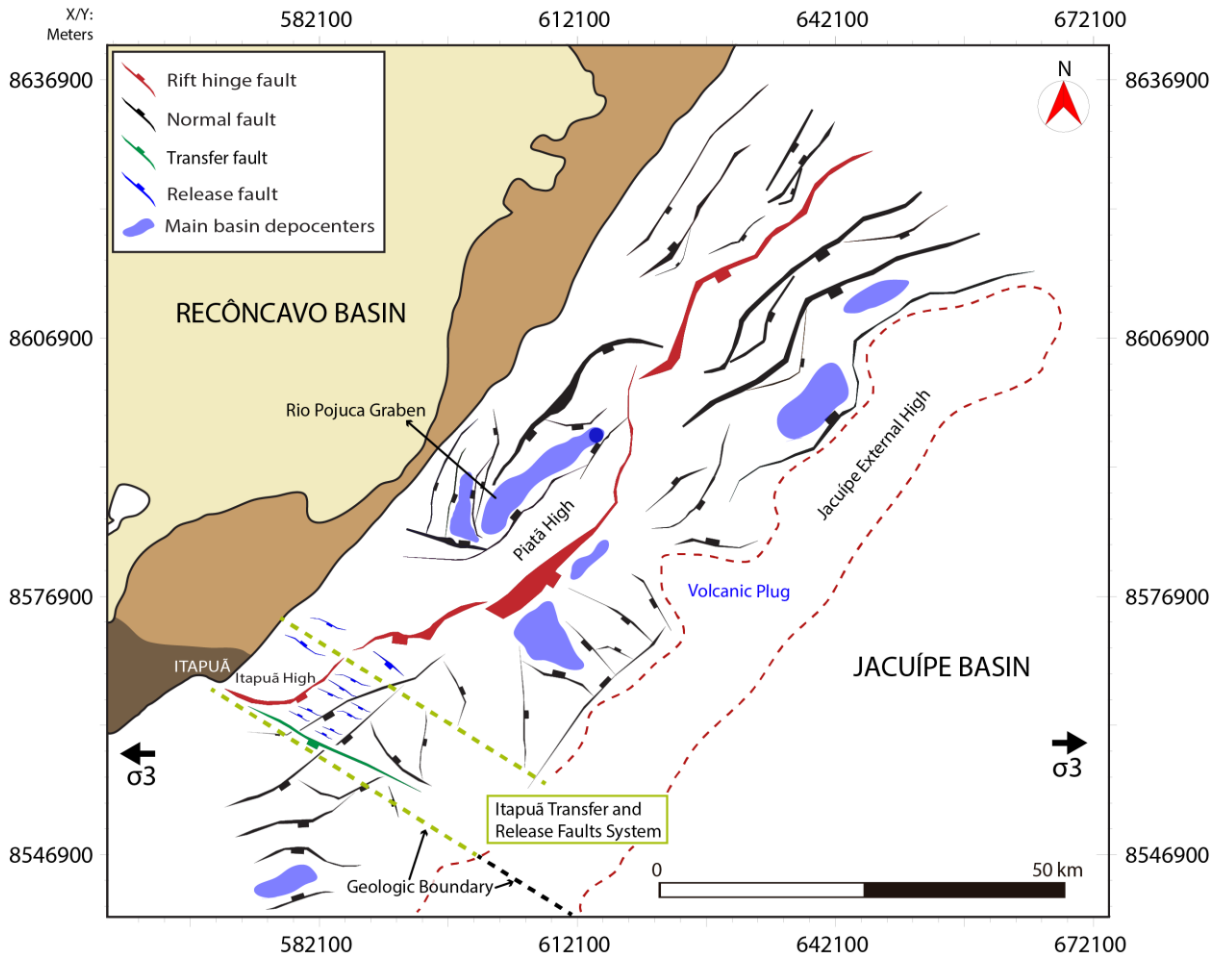 X/Y:
Meters
582100
612100
642100
672100
8636900
8636900
Rift hinge fault
Normal fault
Transfer fault
Release fault
Main basin depocenters
N
RECÔNCAVO BASIN
8606900
8606900
Rio Pojuca Graben
Jacuípe External High
Piatã High
8576900
8576900
Volcanic Plug
ITAPUÃ
Itapuã High
JACUÍPE BASIN
σ3
σ3
Itapuã Transfer and
Release Faults System
8546900
8546900
0
50 km
Geologic Boundary
582100
612100
642100
672100